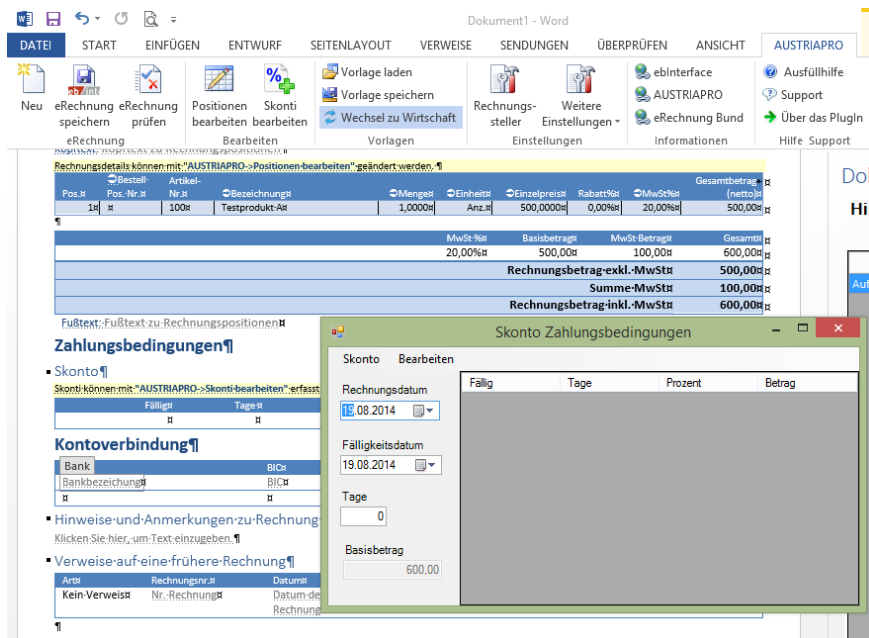 Dokument1 - Word
DATEI START EINFÜGEN ENTWURF SEITENLAYOUT VERWEISE SENDUNGEN ÜBERPRÜFEN ANSICHT AUSTRIAPRO
Neu
eRechnung speichern
eRechnung prüfen
eRechnung
Positionen bearbeiten
Skonti bearbeiten
Bearbeiten
Vorlage laden
Vorlage speichern
Wechsel zu Wirtschaft
Vorlagen
Rechnungs-
steller
Weitere
Einstellungen
Einstellungen
ebInterface
AUSTRIAPRO
eRechnung Bund
Informationen
Ausfüllhilfe
Support
Über das PlugIn
Hilfe Support
Rechnungsdetails können mit "AUSTRIAPRO->Positionen bearbeiten" geändert werden. ¶
Pos. Bestell-Pos. Nr. Artikel-Nr. Bezeichnung Menge Einheit Einzelpreis Rabatt% MwSt% Gesamtbetrag (netto)
1 100 Testprodukt A 1,0000 Anz. 500,0000 0,00% 20,00% 500,00
¶
MwSt % Basisbetrag MwSt Betrag Gesamt
20,00% 500,00 100,00 600,00
Rechnungsbetrag exkl. MwSt 500,00
Summe MwSt 100,00
Rechnungsbetrag inkl. MwSt 600,00
Fußtext: Fußtext zu Rechnungspositionen
Zahlungsbedingungen¶
Skonto¶
Skonti können mit "AUSTRIAPRO->Skonti bearbeiten" erfasst
Fällig Tage
Kontoverbindung¶
Bank BIC
Bankbezeichung BIC
Hinweise und Anmerkungen zu Rechnung
Klicken Sie hier, um Text einzugeben. ¶
Verweise auf eine frühere Rechnung¶
Art Rechnungsnr. Datum
Kein Verweis Nr. Rechnung Datum de
Rechnung
¶
Skonto Zahlungsbedingungen
Skonto Bearbeiten
Rechnungsdatum
19.08.2014
Fälligkeitsdatum
19.08.2014
Tage
0
Basisbetrag
600,00
Fällig Tage Prozent Betrag
Do
Hi
Auf